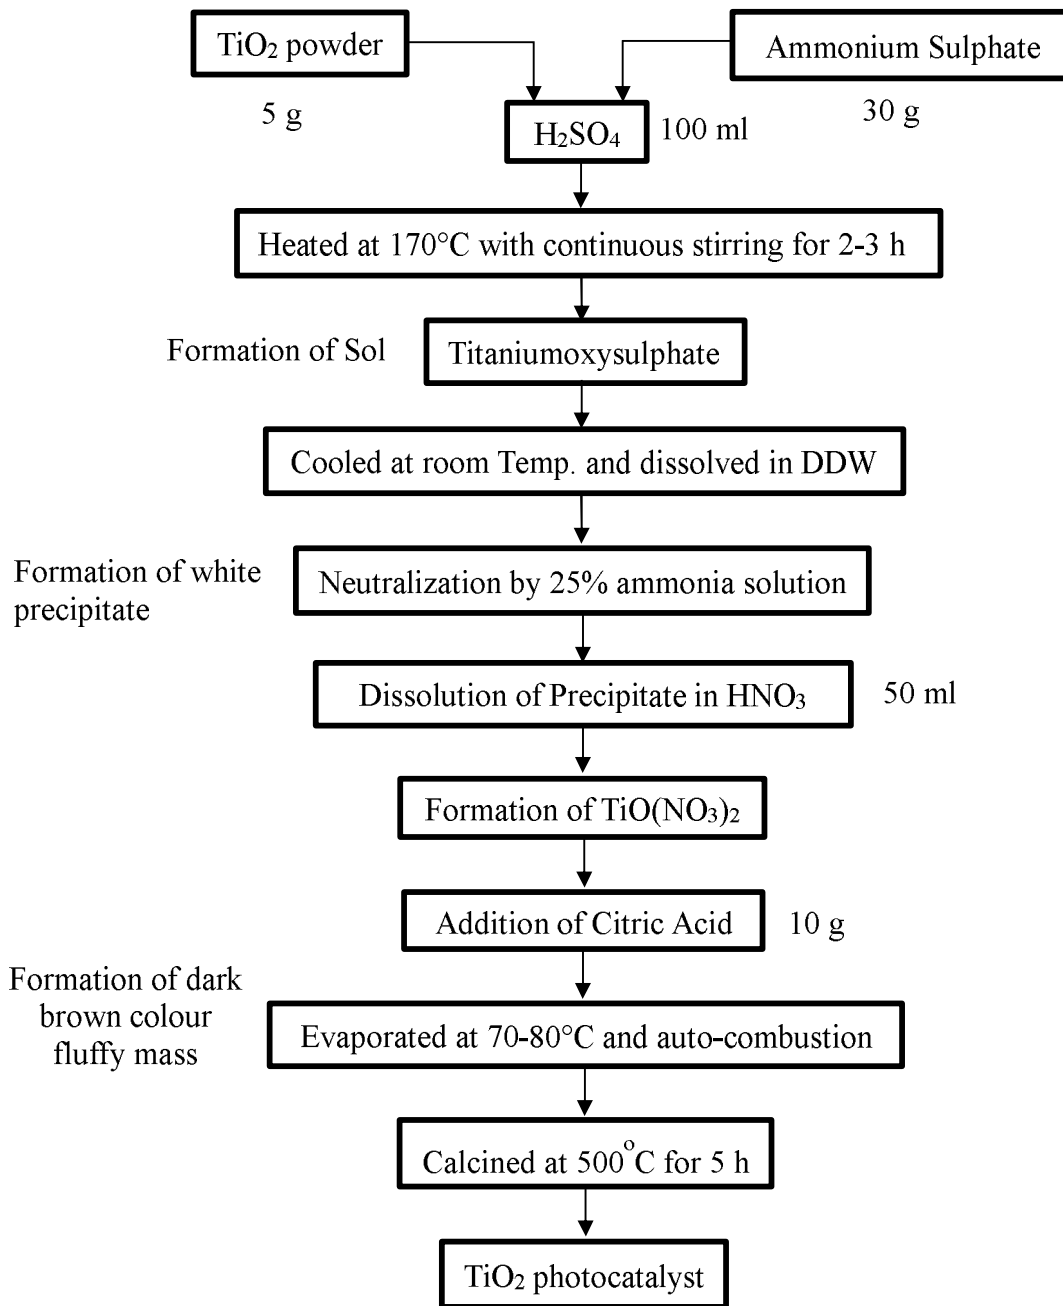 TiO₂ powder
Ammonium Sulphate
5 g
30 g
H₂SO₄
100 ml
Heated at 170°C with continuous stirring for 2-3 h
Formation of Sol
Titaniumoxysulphate
Cooled at room Temp. and dissolved in DDW
Formation of white
precipitate
Neutralization by 25% ammonia solution
Dissolution of Precipitate in HNO₃
50 ml
Formation of TiO(NO₃)₂
Addition of Citric Acid
10 g
Formation of dark
brown colour
fluffy mass
Evaporated at 70-80°C and auto-combustion
Calcined at 500°C for 5 h
TiO₂ photocatalyst